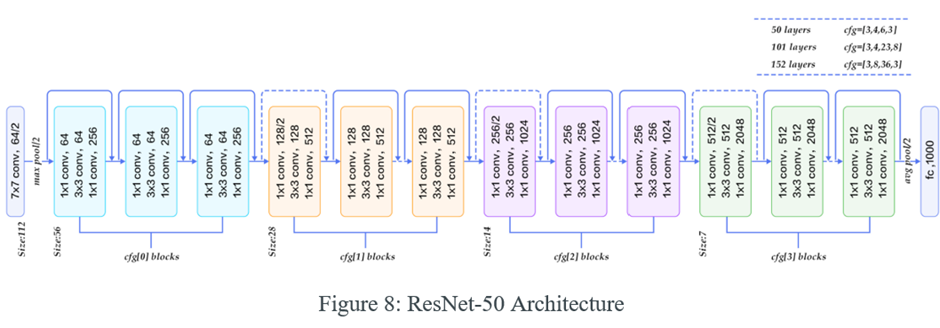 50 layers cfg=[3,4,6,3]
101 layers cfg=[3,4,23,8]
152 layers cfg=[3,8,36,3]
7x7 conv, 64/2
max pool/2
1x1 conv, 64
3x3 conv, 64
1x1 conv, 256
1x1 conv, 64
3x3 conv, 64
1x1 conv, 256
1x1 conv, 64
3x3 conv, 64
1x1 conv, 256
1x1 conv, 128/2
3x3 conv, 128
1x1 conv, 512
1x1 conv, 128
3x3 conv, 128
1x1 conv, 512
1x1 conv, 128
3x3 conv, 128
1x1 conv, 512
1x1 conv, 256/2
3x3 conv, 256
1x1 conv, 1024
1x1 conv, 256
3x3 conv, 256
1x1 conv, 1024
1x1 conv, 256
3x3 conv, 256
1x1 conv, 1024
1x1 conv, 512/2
3x3 conv, 512
1x1 conv, 2048
1x1 conv, 512
3x3 conv, 512
1x1 conv, 2048
1x1 conv, 512
3x3 conv, 512
1x1 conv, 2048
avg pool/2
fc ,1000
Size:112
Size:56
Size:28
Size:14
Size:7
cfg[0] blocks
cfg[1] blocks
cfg[2] blocks
cfg[3] blocks
Figure 8: ResNet-50 Architecture